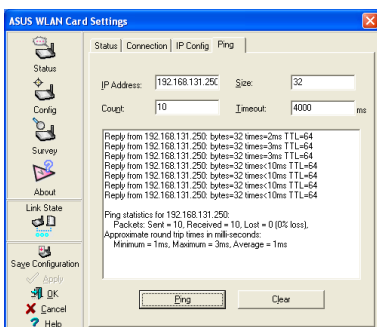 ASUS WLAN Card Settings
Status
Config
Survey
About
Link State
Save Configuration
Apply
OK
Cancel
Help
Status Connection IP Config Ping
IP Address: 192.168.131.250 Size: 32
Count: 10 Timeout: 4000 ms
Reply from 192.168.131.250: bytes=32 times=2ms TTL=64
Reply from 192.168.131.250: bytes=32 times=3ms TTL=64
Reply from 192.168.131.250: bytes=32 times=3ms TTL=64
Reply from 192.168.131.250: bytes=32 times<10ms TTL=64
Reply from 192.168.131.250: bytes=32 times<10ms TTL=64
Reply from 192.168.131.250: bytes=32 times<10ms TTL=64
Reply from 192.168.131.250: bytes=32 times<10ms TTL=64
Ping statistics for 192.168.131.250:
Packets: Sent = 10, Received = 10, Lost = 0 (0% loss),
Approximate round trip times in milli-seconds:
Minimum = 1ms, Maximum = 3ms, Average = 1ms
Ping Clear